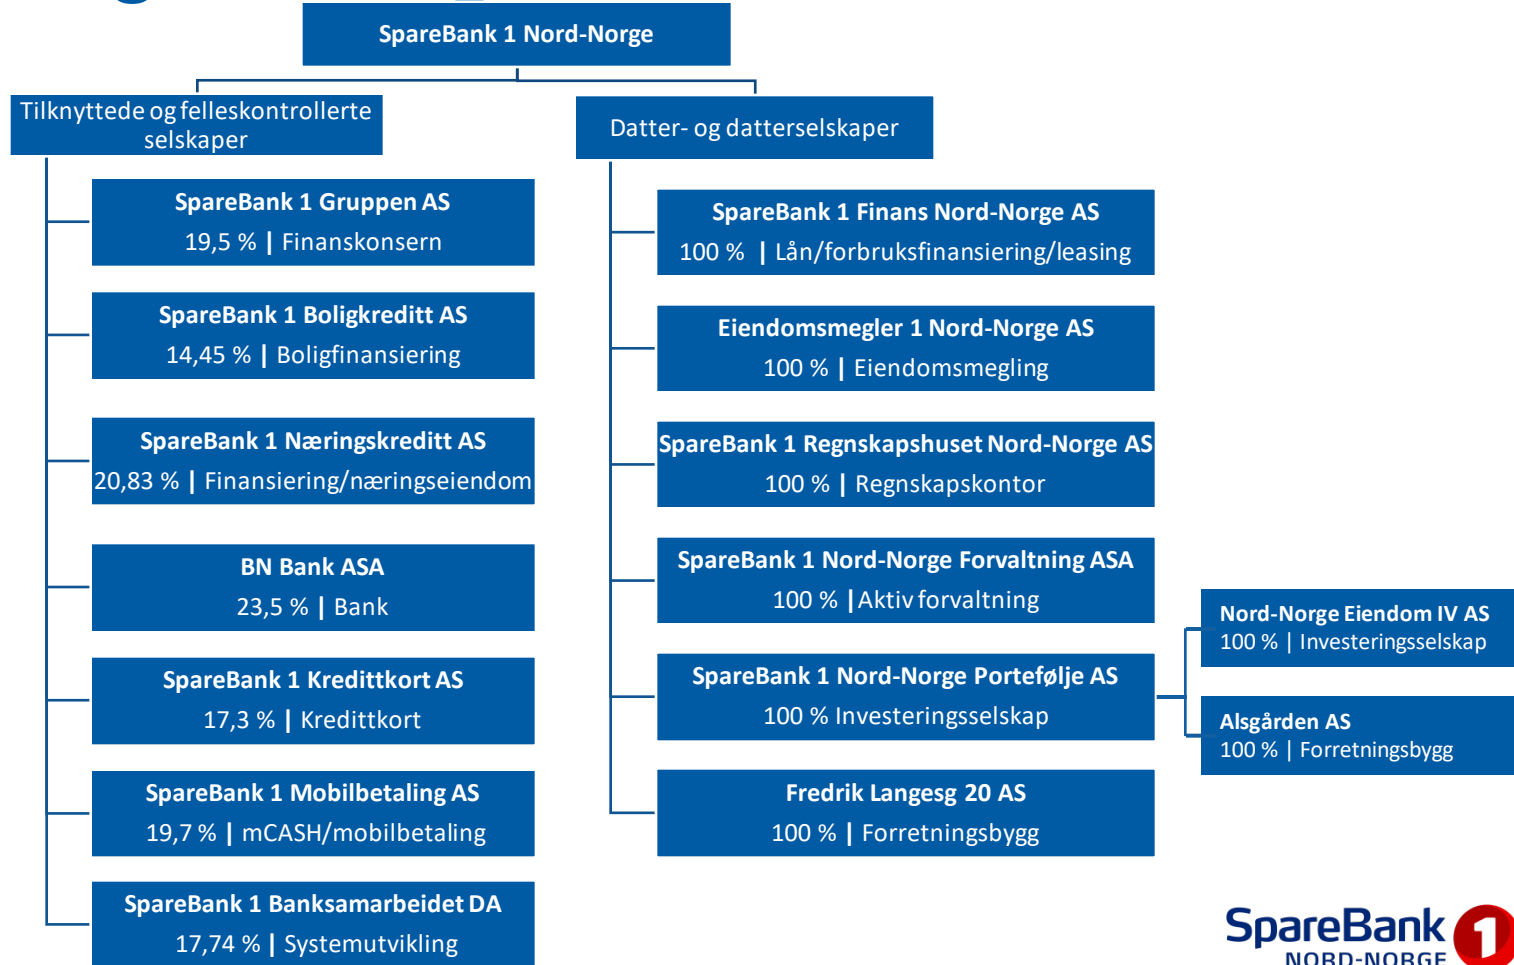 SpareBank 1 Nord-Norge
Tilknyttede og felleskontrollerte
selskaper
SpareBank 1 Gruppen AS
19,5 % | Finanskonsern
SpareBank 1 Boligkreditt AS
14,45 % | Boligfinansiering
SpareBank 1 Næringskreditt AS
20,83 % | Finansiering/næringseiendom
BN Bank ASA
23,5 % | Bank
SpareBank 1 Kredittkort AS
17,3 % | Kredittkort
SpareBank 1 Mobilbetaling AS
19,7 % | mCASH/mobilbetaling
SpareBank 1 Banksamarbeidet DA
17,74 % | Systemutvikling
Datter- og datterselskaper
SpareBank 1 Finans Nord-Norge AS
100 % | Lån/forbruksfinansiering/leasing
Eiendomsmegler 1 Nord-Norge AS
100 % | Eiendomsmegling
SpareBank 1 Regnskapshuset Nord-Norge AS
100 % | Regnskapskontor
SpareBank 1 Nord-Norge Forvaltning ASA
100 % |Aktiv forvaltning
SpareBank 1 Nord-Norge Portefølje AS
100 % Investeringsselskap
Nord-Norge Eiendom IV AS
100 % | Investeringsselskap
Alsgården AS
100 % | Forretningsbygg
Fredrik Langesg 20 AS
100 % | Forretningsbygg
SpareBank 1
NORD-NORGE